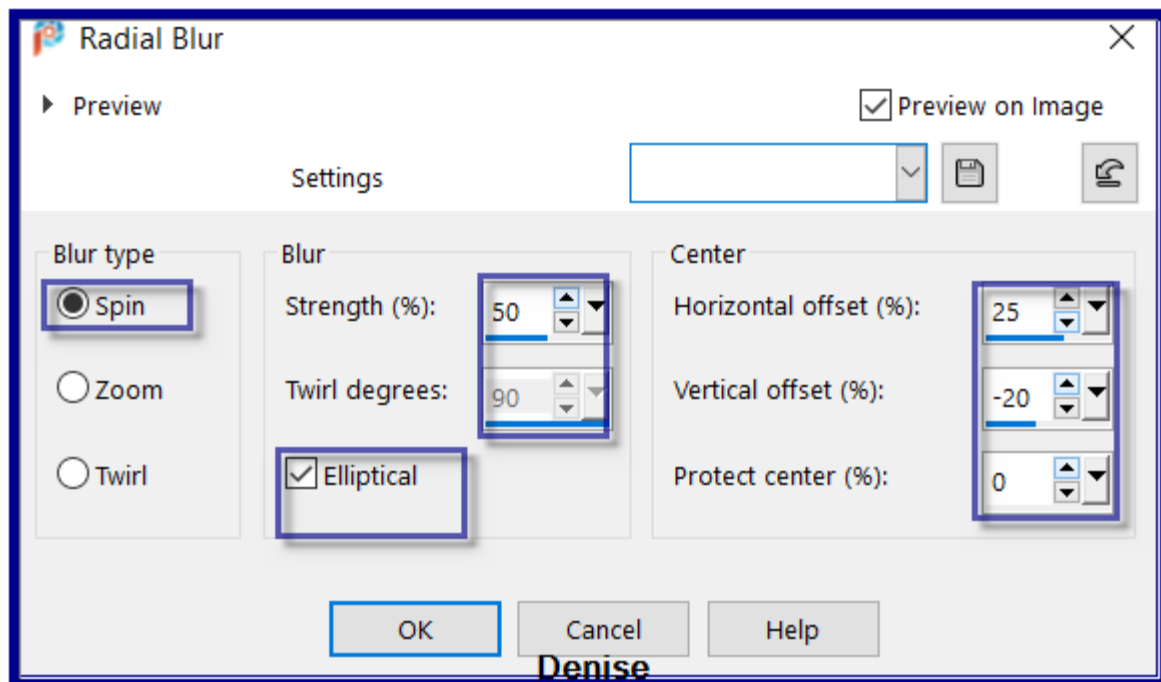 Radial Blur
Preview
Preview on Image
Settings
Blur type
Blur
Center
Spin
Strength (%):
50
Horizontal offset (%):
25
Zoom
Twirl degrees:
90
Vertical offset (%):
-20
Twirl
Elliptical
Protect center (%):
0
OK
Cancel
Help
Denise